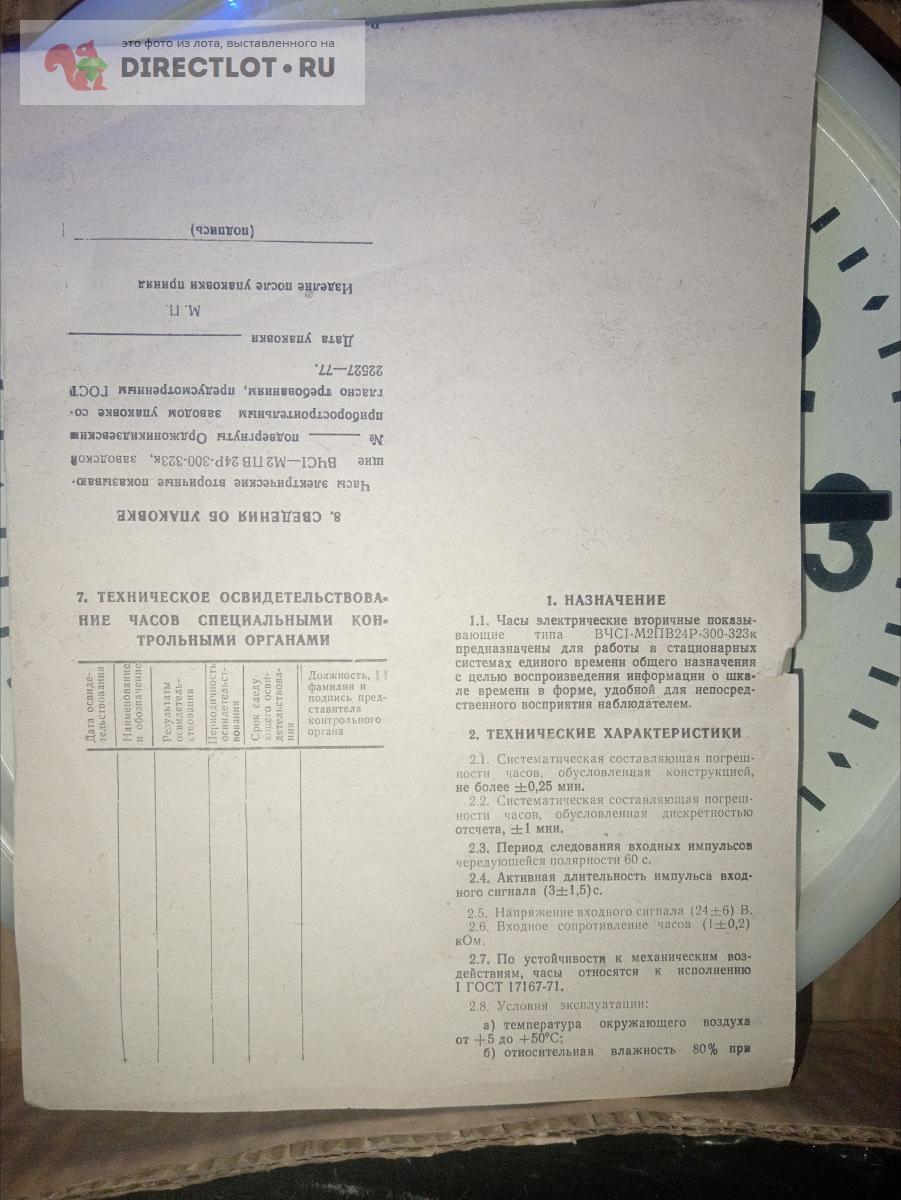 это фото из лота, выставленного на
DIRECTLOT.RU
8. СВЕДЕНИЯ ОБ УПАКОВКЕ
Часы электрические вторичные показываю-
щие ВЧС1—М2ПВ24Р-300-323к, заводской
№ подвергнуты Орджоникидзевским
приборостроительным заводом упаковке со-
гласно требованиям, предусмотренным ГОСТ
22527—77.
Дата упаковки
М. П.
Изделие после упаковки принял
(подпись)
7. ТЕХНИЧЕСКОЕ ОСВИДЕТЕЛЬСТВОВА-
НИЕ ЧАСОВ СПЕЦИАЛЬНЫМИ КОН-
ТРОЛЬНЫМИ ОРГАНАМИ
Дата освиде-
тельствования
Наименование
и обозначение
Результаты
освидетель-
ствования
Периодичность
освидетельст-
вования
Срок следу-
ющего осви-
детельствова-
ния
Должность,
фамилия и
подпись пред-
ставителя
контрольного
органа
1. НАЗНАЧЕНИЕ
1.1. Часы электрические вторичные показы-
вающие типа ВЧС1-М2ПВ24Р-300-323к
предназначены для работы в стационарных
системах единого времени общего назначения
с целью воспроизведения информации о шка-
ле времени в форме, удобной для непосред-
ственного восприятия наблюдателем.
2. ТЕХНИЧЕСКИЕ ХАРАКТЕРИСТИКИ
2.1. Систематическая составляющая погреш-
ности часов, обусловленная конструкцией,
не более ±0,25 мин.
2.2. Систематическая составляющая погреш-
ности часов, обусловленная дискретностью
отсчета, ±1 мин.
2.3. Период следования входных импульсов
чередующейся полярности 60 с.
2.4. Активная длительность импульса вход-
ного сигнала (3±1,5)с.
2.5. Напряжение входного сигнала (24±6) В.
2.6. Входное сопротивление часов (1±0,2)
кОм.
2.7. По устойчивости к механическим воз-
действиям, часы относятся к исполнению
1 ГОСТ 17167-71.
2.8. Условия эксплуатации:
а) температура окружающего воздуха
от +5 до +50°С;
б) относительная влажность 80% при
3